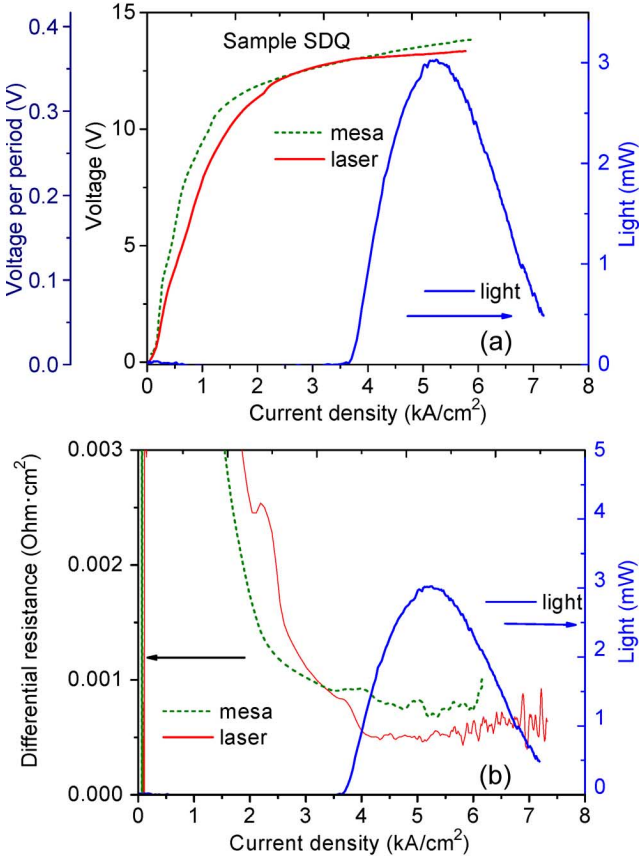 Sample SDQ
mesa
laser
light
(a)
Voltage per period (V)
0.0
0.1
0.2
0.3
0.4
Voltage (V)
0
5
10
15
Light (mW)
0
1
2
3
0 1 2 3 4 5 6 7 8
Current density (kA/cm²)
Differential resistance (Ohm·cm²)
0.000
0.001
0.002
0.003
light
mesa
laser
(b)
Light (mW)
0
1
2
3
4
5
0 1 2 3 4 5 6 7 8
Current density (kA/cm²)